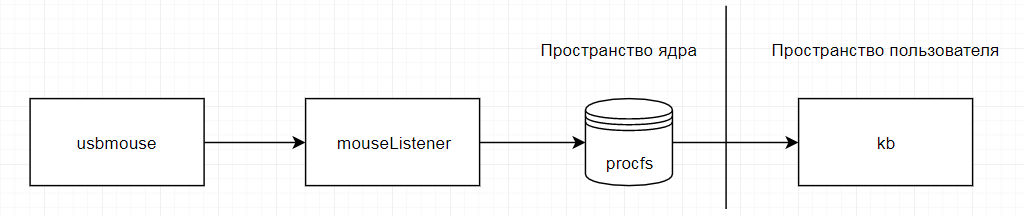 Пространство ядра
Пространство пользователя
usbmouse
mouseListener
procfs
kb